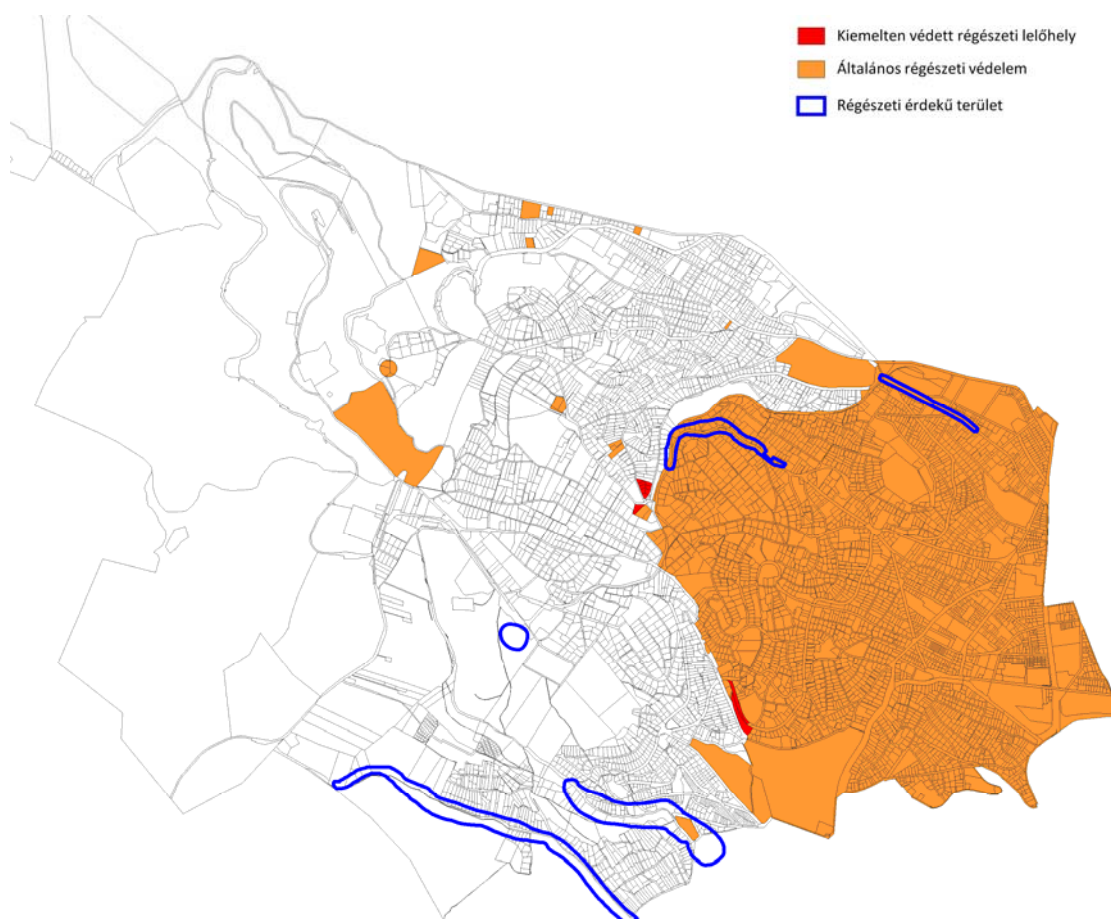 Kiemelten védett régészeti lelőhely
Általános régészeti védelem
Régészeti érdekű terület